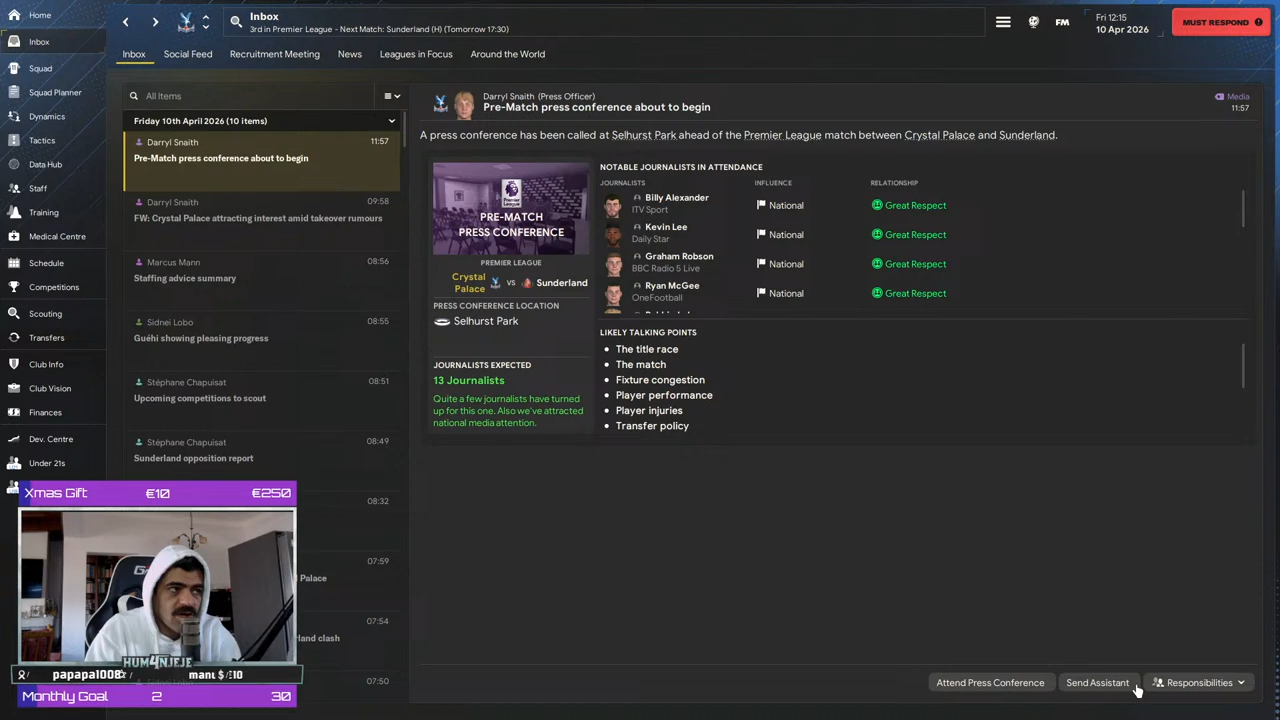 Home
Inbox
Squad
Squad Planner
Dynamics
Tactics
Data Hub
Staff
Training
Medical Centre
Schedule
Competitions
Scouting
Transfers
Club Info
Club Vision
Finances
Dev. Centre
Under 21s
Inbox
3rd in Premier League - Next Match: Sunderland (H) (Tomorrow 17:30)
FM
Fri 12:15
10 Apr 2026
MUST RESPOND
Inbox
Social Feed
Recruitment Meeting
News
Leagues in Focus
Around the World
All Items
Friday 10th April 2026 (10 items)
Darryl Snaith 11:57
Pre-Match press conference about to begin
Darryl Snaith 09:58
FW: Crystal Palace attracting interest amid takeover rumours
Marcus Mann 08:56
Staffing advice summary
Sidnei Lobo 08:55
Guéhi showing pleasing progress
Stéphane Chapuisat 08:51
Upcoming competitions to scout
Stéphane Chapuisat 08:49
Sunderland opposition report
08:32
07:59
Palace
07:54
land clash
07:50
Darryl Snaith (Press Officer)
Pre-Match press conference about to begin
Media
11:57
A press conference has been called at Selhurst Park ahead of the Premier League match between Crystal Palace and Sunderland.
Premier League
PRE-MATCH
PRESS CONFERENCE
PREMIER LEAGUE
Crystal Palace vs Sunderland
PRESS CONFERENCE LOCATION
Selhurst Park
JOURNALISTS EXPECTED
13 Journalists
Quite a few journalists have turned
up for this one. Also we've attracted
national media attention.
NOTABLE JOURNALISTS IN ATTENDANCE
JOURNALISTS INFLUENCE RELATIONSHIP
Billy Alexander
ITV Sport
National Great Respect
Kevin Lee
Daily Star
National Great Respect
Graham Robson
BBC Radio 5 Live
National Great Respect
Ryan McGee
OneFootball
National Great Respect
LIKELY TALKING POINTS
• The title race
• The match
• Fixture congestion
• Player performance
• Player injuries
• Transfer policy
Attend Press Conference
Send Assistant
Responsibilities
Xmas Gift €10 €250
HUM4NJEJE
papapa1008
Monthly Goal 2 30